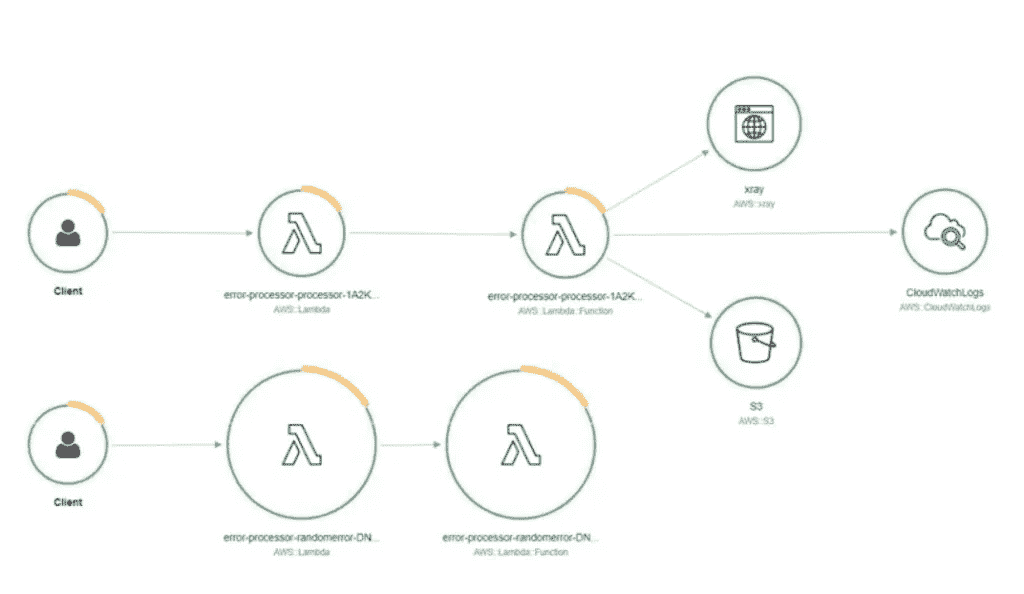 xray
AWS::xray
Client
error-processor-processor-1A2K...
AWS::Lambda
error-processor-processor-1A2K...
AWS::Lambda::Function
CloudWatchLogs
AWS::CloudWatchLogs
S3
AWS::S3
Client
error-processor-randomerror-DN...
AWS::Lambda
error-processor-randomerror-DN...
AWS::Lambda::Function